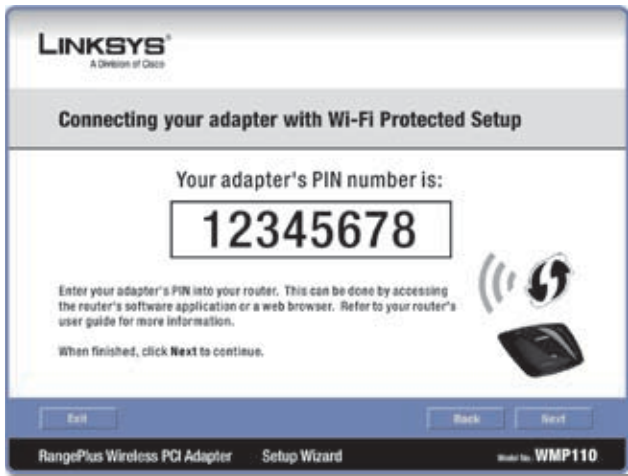 LINKSYS®
A Division of Cisco
Connecting your adapter with Wi-Fi Protected Setup
Your adapter's PIN number is:
12345678
Enter your adapter's PIN into your router. This can be done by accessing
the router's software application or a web browser. Refer to your router's
user guide for more information.
When finished, click Next to continue.
Exit
Back
Next
RangePlus Wireless PCI Adapter
Setup Wizard
Model No. WMP110